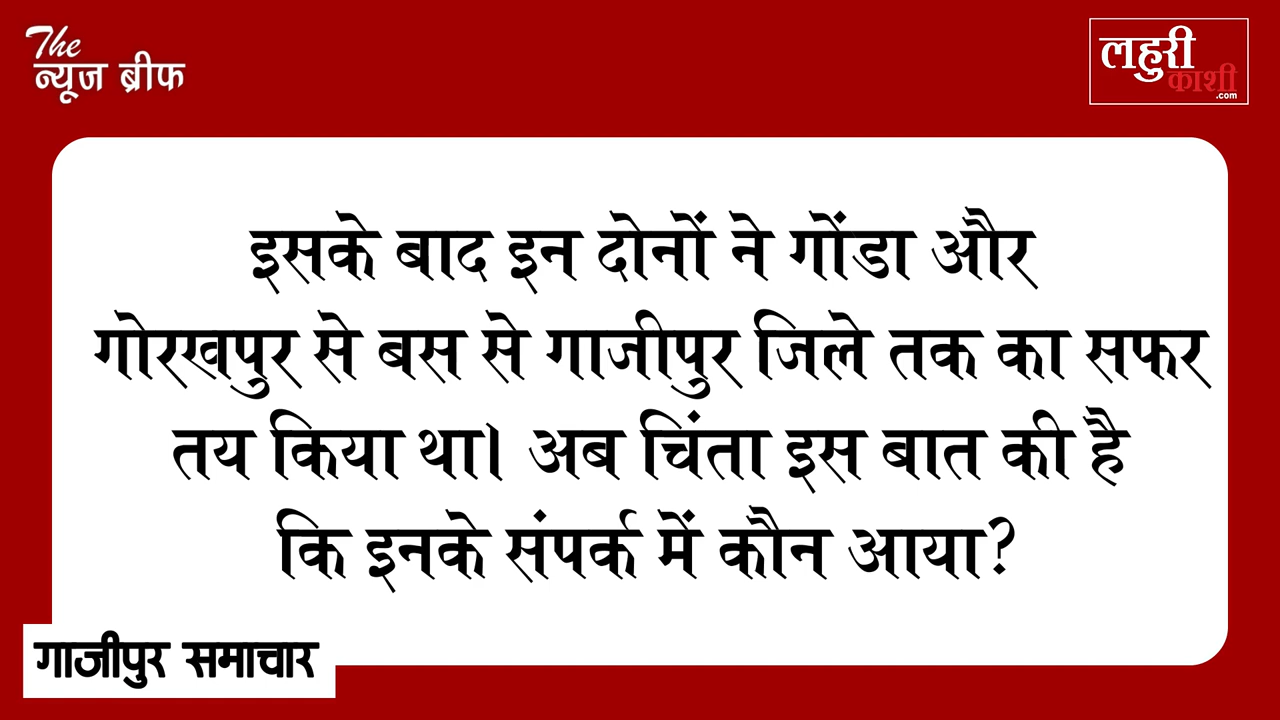 The
न्यूज ब्रीफ
लहुरी
काशी
.com
इसके बाद इन दोनों ने गोंडा और
गोरखपुर से बस से गाजीपुर जिले तक का सफर
तय किया था। अब चिंता इस बात की है
कि इनके संपर्क में कौन आया?
गाजीपुर समाचार